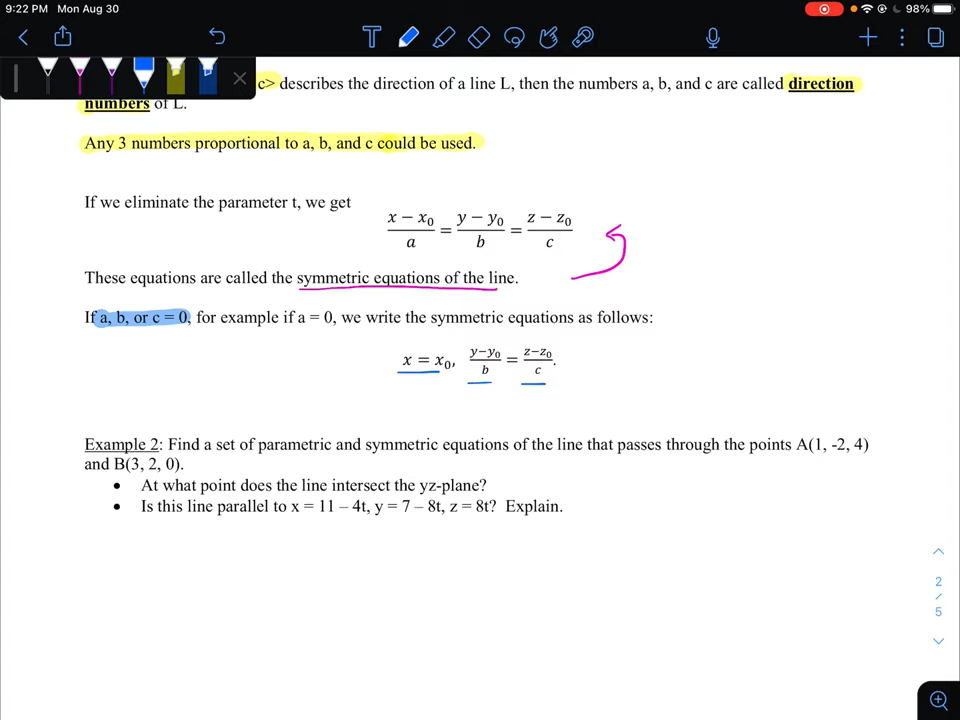 9:22 PM Mon Aug 30
98%
T
c> describes the direction of a line L, then the numbers a, b, and c are called direction
numbers of L.
Any 3 numbers proportional to a, b, and c could be used.
If we eliminate the parameter t, we get
(x − x₀)/a = (y − y₀)/b = (z − z₀)/c
These equations are called the symmetric equations of the line.
If a, b, or c = 0, for example if a = 0, we write the symmetric equations as follows:
x = x₀, (y−y₀)/b = (z−z₀)/c.
Example 2: Find a set of parametric and symmetric equations of the line that passes through the points A(1, -2, 4)
and B(3, 2, 0).
• At what point does the line intersect the yz-plane?
• Is this line parallel to x = 11 – 4t, y = 7 – 8t, z = 8t? Explain.
2
/
5